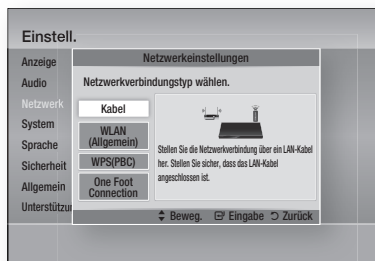 Einstell.
Anzeige
Audio
Netzwerk
System
Sprache
Sicherheit
Allgemein
Unterstützu
Netzwerkeinstellungen
Netzwerkverbindungstyp wählen.
Kabel
WLAN
(Allgemein)
WPS(PBC)
One Foot
Connection
Stellen Sie die Netzwerkverbindung über ein LAN-Kabel
her. Stellen Sie sicher, dass das LAN-Kabel
angeschlossen ist.
Beweg. Eingabe Zurück